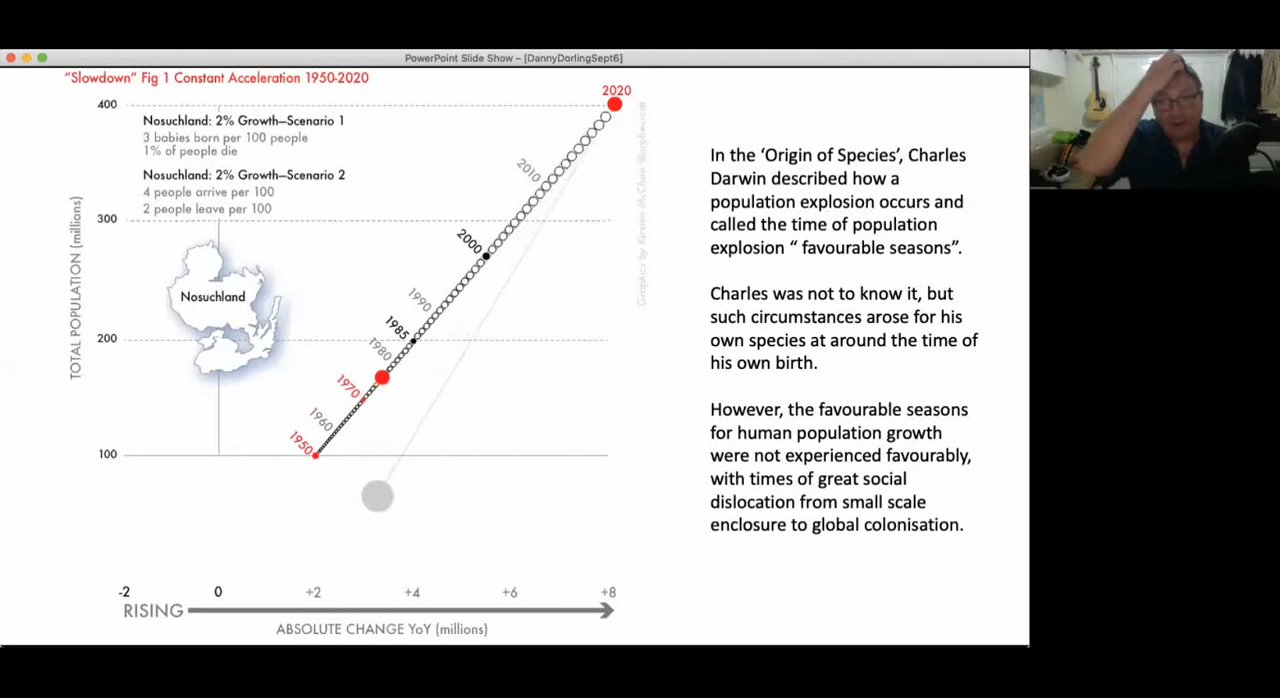 PowerPoint Slide Show – [DannyDorlingSept6]
“Slowdown” Fig 1 Constant Acceleration 1950-2020
2020
400
Nosuchland: 2% Growth—Scenario 1
3 babies born per 100 people
1% of people die
Nosuchland: 2% Growth—Scenario 2
4 people arrive per 100
2 people leave per 100
2010
300
2000
Nosuchland
1990
1985
200
1980
1970
1960
1950
100
TOTAL POPULATION (millions)
Graphics by Kirsten McClure
-2
0
+2
+4
+6
+8
RISING
ABSOLUTE CHANGE YoY (millions)
In the ‘Origin of Species’, Charles
Darwin described how a
population explosion occurs and
called the time of population
explosion “ favourable seasons”.
Charles was not to know it, but
such circumstances arose for his
own species at around the time of
his own birth.
However, the favourable seasons
for human population growth
were not experienced favourably,
with times of great social
dislocation from small scale
enclosure to global colonisation.